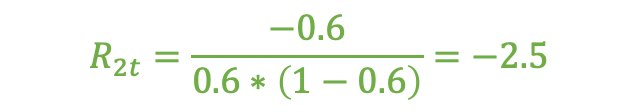 R₂ₜ = −0.6 / 0.6 * (1 − 0.6) = −2.5